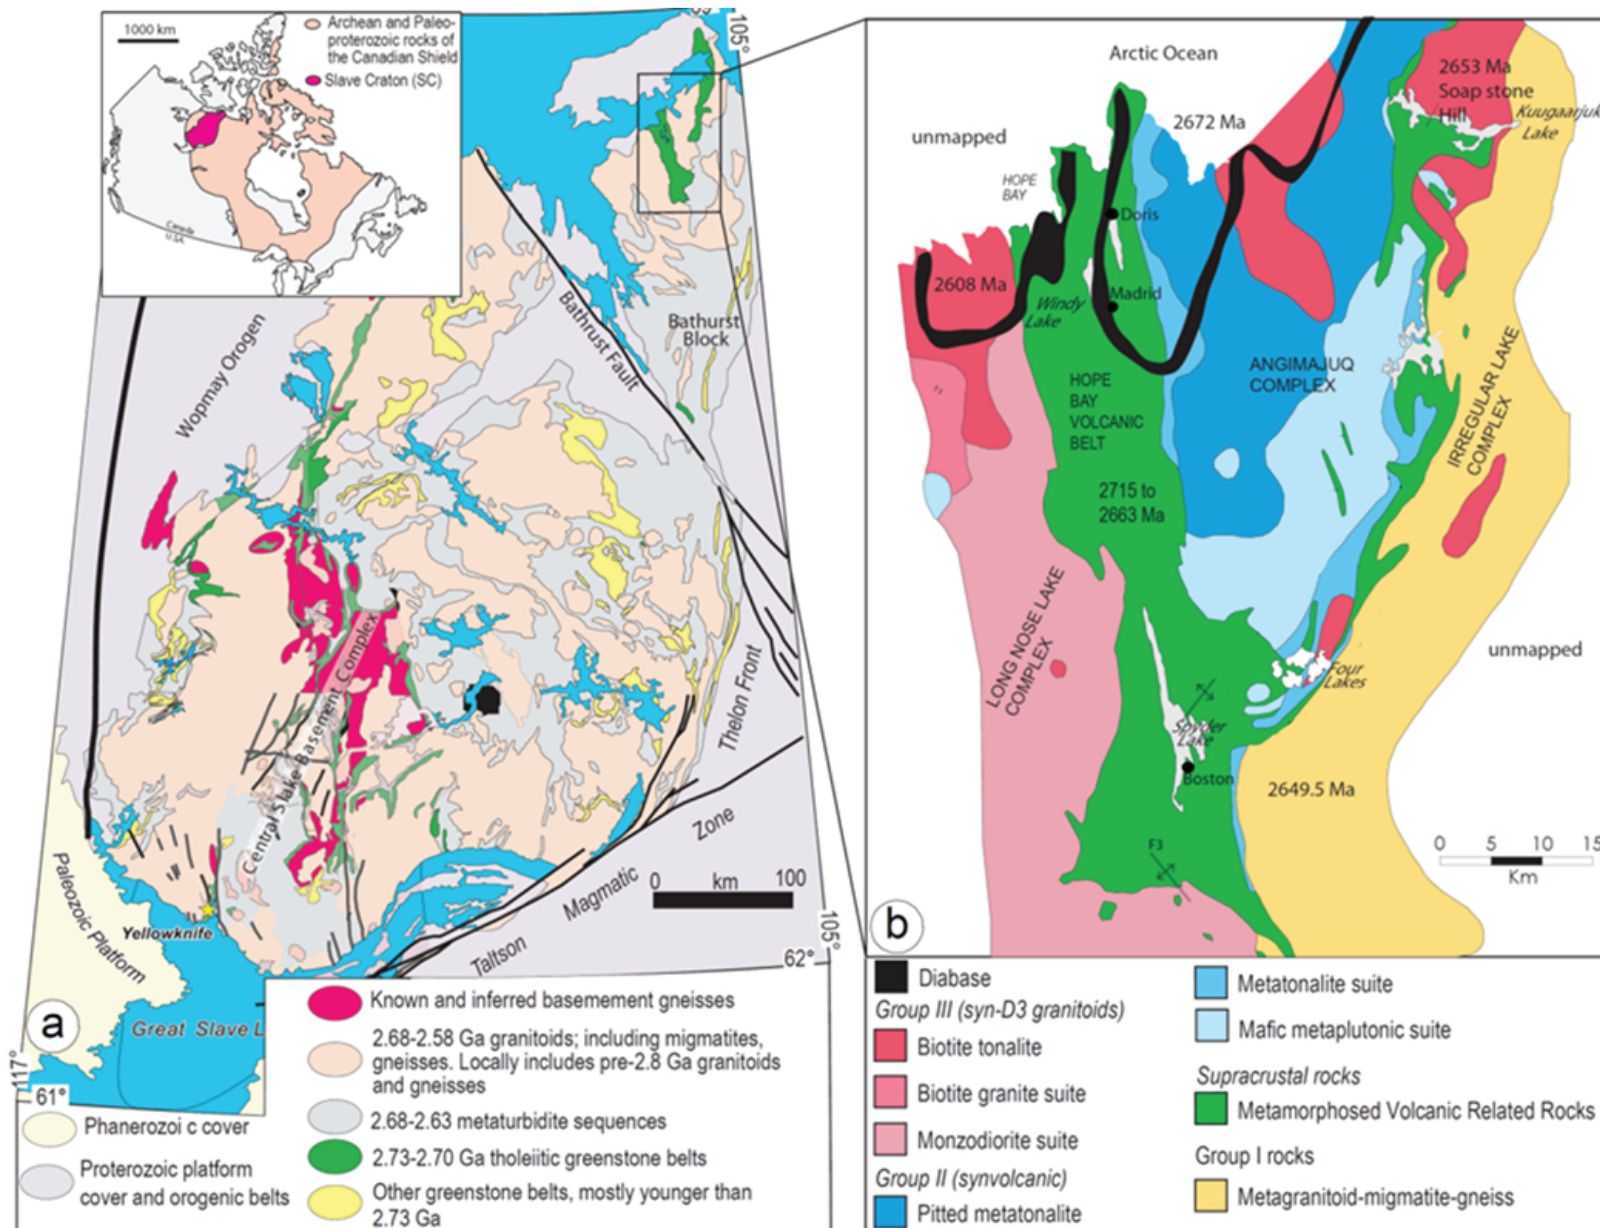 1000 km
Archean and Paleo-
proterozoic rocks of
the Canadian Shield
Slave Craton (SC)
Canada
U.S.A.
105°
Wopmay Orogen
Bathrust Fault
Bathurst
Block
Central Slake Basement Complex
Thelon Front
Paleozoic Platform
Yellowknife
Great Slave L
Taltson
Magmatic
Zone
0 km 100
105°
62°
117°
61°
a
Phanerozoi c cover
Proterozoic platform
cover and orogenic belts
Known and inferred basemement gneisses
2.68-2.58 Ga granitoids; including migmatites,
gneisses. Locally includes pre-2.8 Ga granitoids
and gneisses
2.68-2.63 metaturbidite sequences
2.73-2.70 Ga tholeiitic greenstone belts
Other greenstone belts, mostly younger than
2.73 Ga
Arctic Ocean
unmapped
HOPE
BAY
2672 Ma
2653 Ma
Soap stone
Hill
Kuugaarjuk
Lake
Doris
2608 Ma
Windy
Lake
Madrid
HOPE
BAY
VOLCANIC
BELT
2715 to
2663 Ma
ANGIMAJUQ
COMPLEX
IRREGULAR LAKE
COMPLEX
LONG NOSE LAKE
COMPLEX
unmapped
Four
Lakes
Spyder
Lake
Boston
2649.5 Ma
F3
0 5 10 15
Km
b
Diabase
Group III (syn-D3 granitoids)
Biotite tonalite
Biotite granite suite
Monzodiorite suite
Group II (synvolcanic)
Pitted metatonalite
Metatonalite suite
Mafic metaplutonic suite
Supracrustal rocks
Metamorphosed Volcanic Related Rocks
Group I rocks
Metagranitoid-migmatite-gneiss